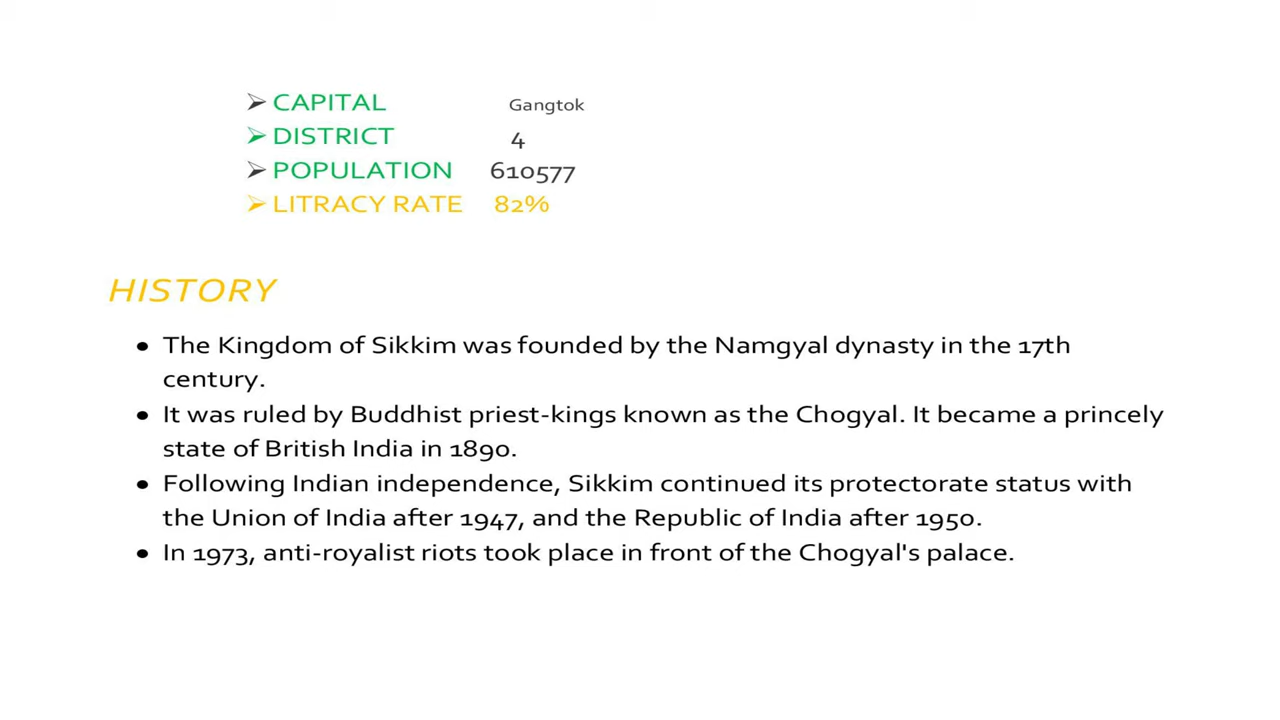 ➢ CAPITAL Gangtok
➢ DISTRICT 4
➢ POPULATION 610577
➢ LITRACY RATE 82%
HISTORY
• The Kingdom of Sikkim was founded by the Namgyal dynasty in the 17th
century.
• It was ruled by Buddhist priest-kings known as the Chogyal. It became a princely
state of British India in 1890.
• Following Indian independence, Sikkim continued its protectorate status with
the Union of India after 1947, and the Republic of India after 1950.
• In 1973, anti-royalist riots took place in front of the Chogyal's palace.